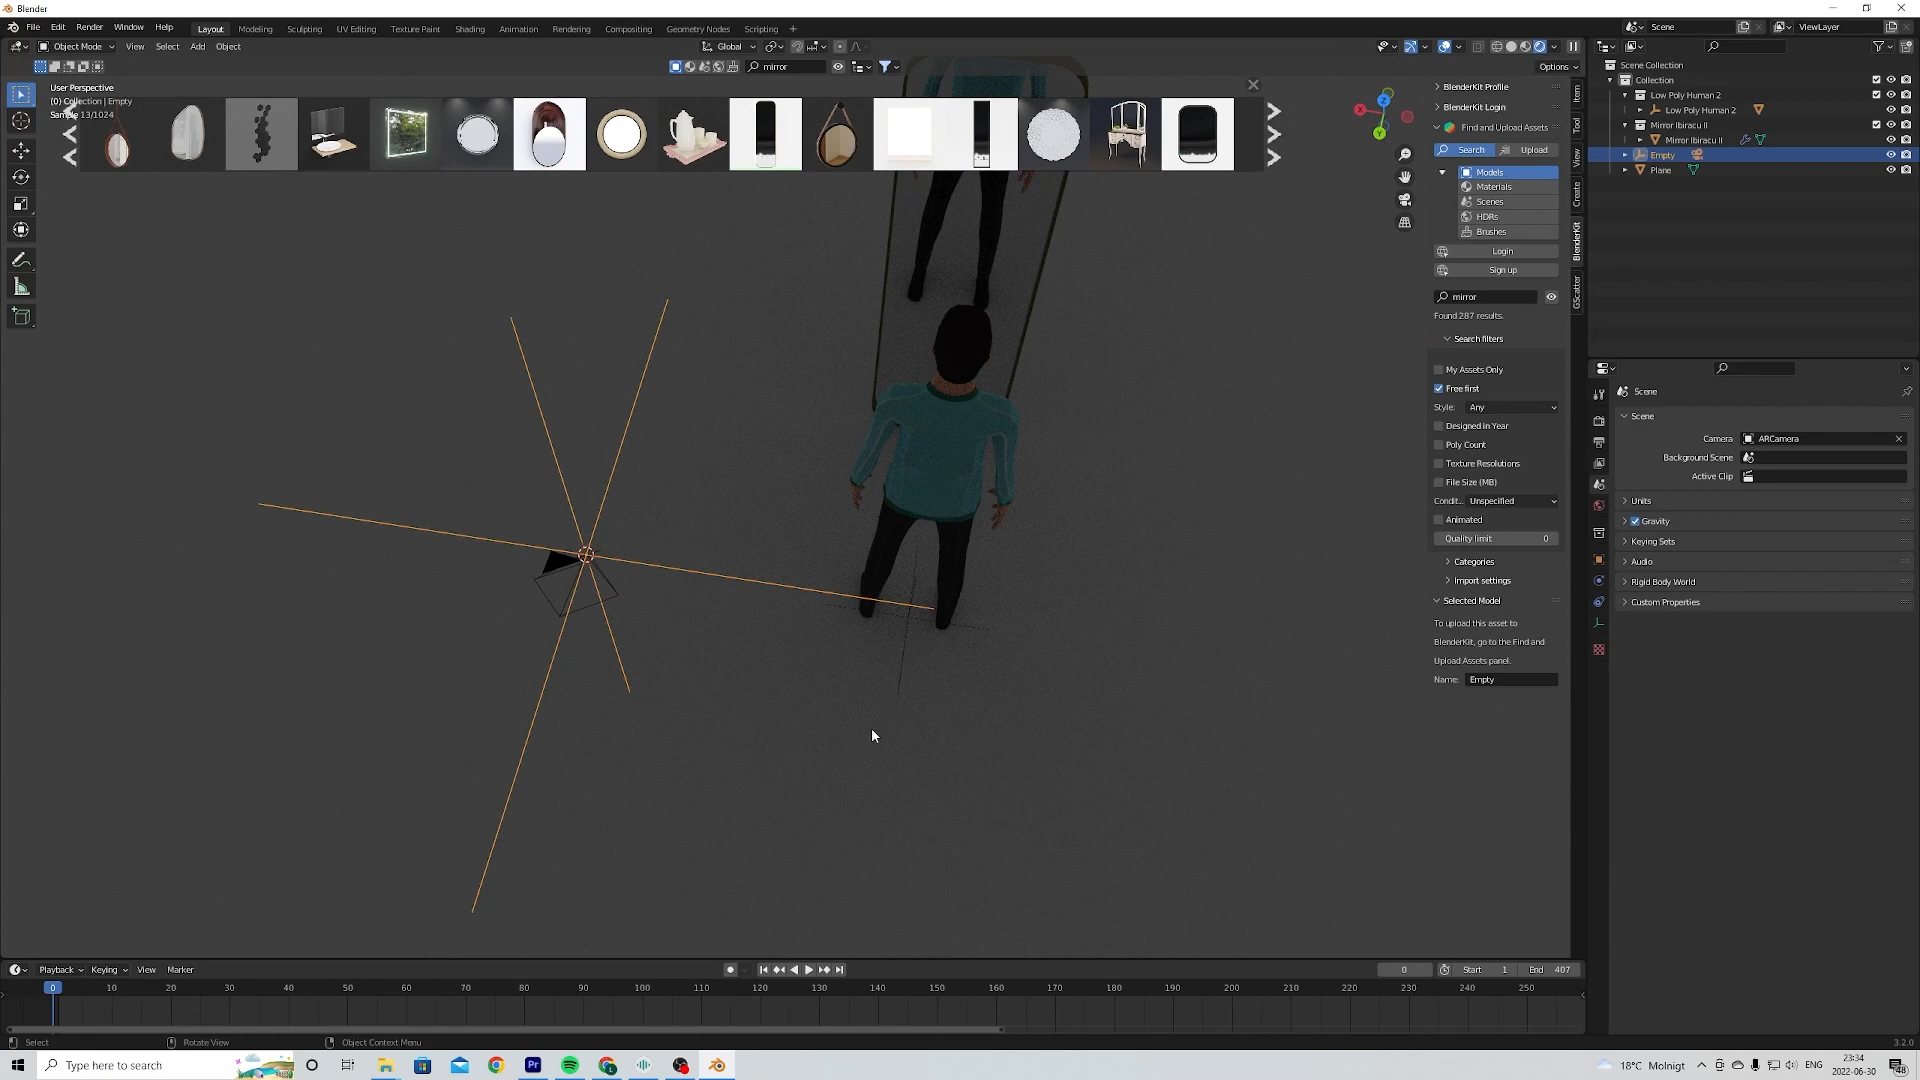 Blender
File Edit Render Window Help Layout Modeling Sculpting UV Editing Texture Paint Shading Animation Rendering Compositing Geometry Nodes Scripting + Scene ViewLayer
Object Mode View Select Add Object Global
mirror Options
User Perspective
(0) Collection | Empty
Sample 13/1024
BlenderKit Profile
BlenderKit Login
Find and Upload Assets
Search Upload
Models
Materials
Scenes
HDRs
Brushes
Login
Sign up
mirror
Found 287 results.
Search filters
My Assets Only
Free first
Style: Any
Designed in Year
Poly Count
Texture Resolutions
File Size (MB)
Condit... Unspecified
Animated
Quality limit 0
Categories
Import settings
Selected Model
To upload this asset to
BlenderKit, go to the Find and
Upload Assets panel.
Name: Empty
Item
Tool
View
Create
BlenderKit
GScatter
Scene Collection
Collection
Low Poly Human 2
Low Poly Human 2
Mirror Ibiracu II
Mirror Ibiracu II
Empty
Plane
Scene
Scene
Camera ARCamera
Background Scene
Active Clip
Units
Gravity
Keying Sets
Audio
Rigid Body World
Custom Properties
Playback Keying View Marker 0 Start 1 End 407
0 10 20 30 40 50 60 70 80 90 100 110 120 130 140 150 160 170 180 190 200 210 220 230 240 250
Select Rotate View Object Context Menu 3.2.0
Type here to search Pr 18°C Molnigt ENG 23:34
2022-06-30 48